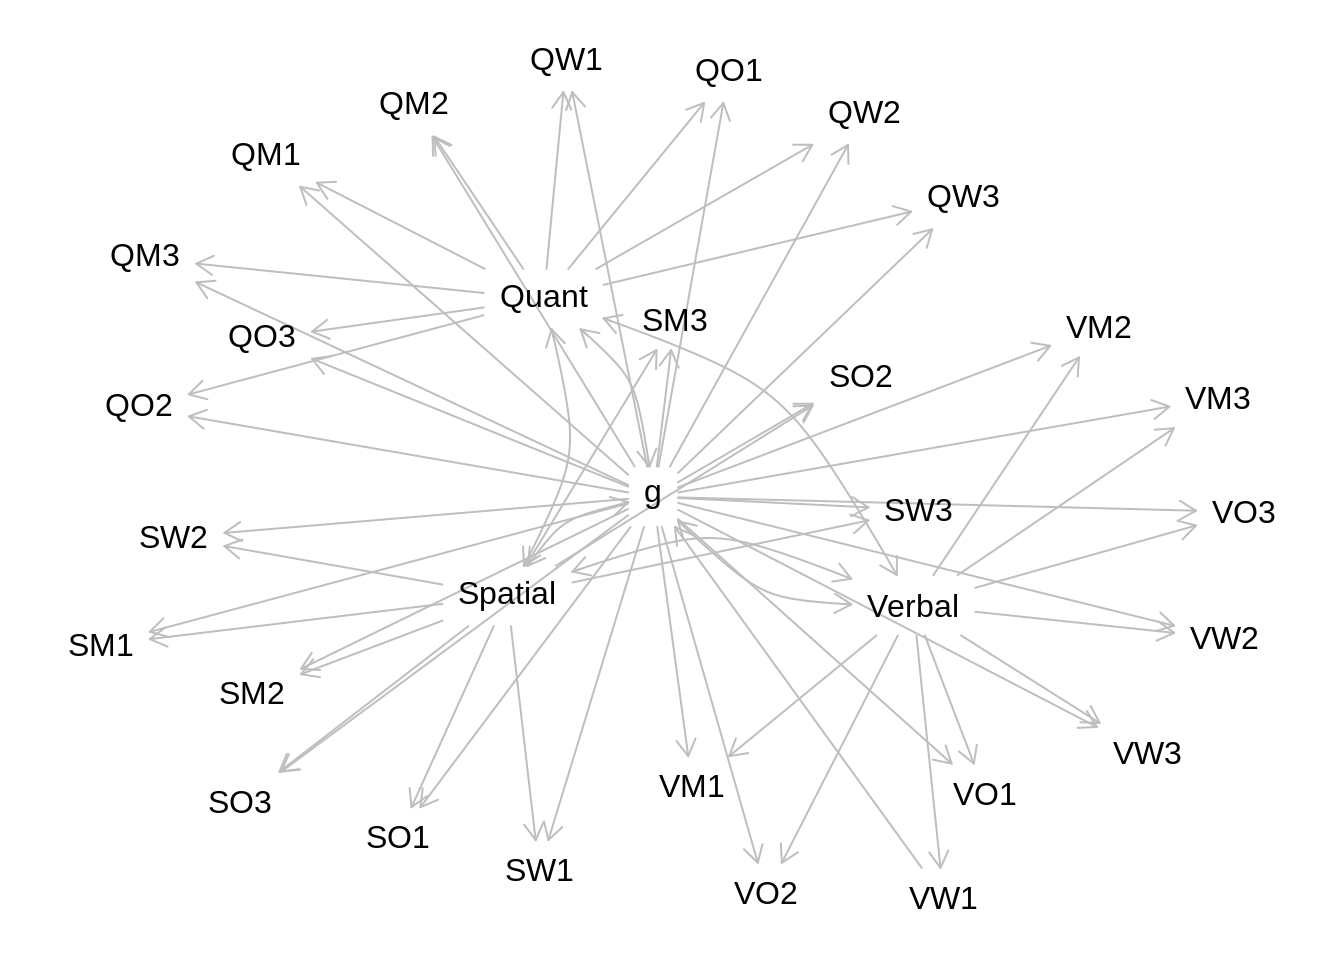 QW1
QO1
QM2
QW2
QM1
QW3
QM3
Quant
SM3
VM2
QO3
SO2
VM3
QO2
g
SW3
VO3
SW2
Spatial
Verbal
VW2
SM1
SM2
VW3
VM1
VO1
SO3
SO1
SW1
VO2
VW1